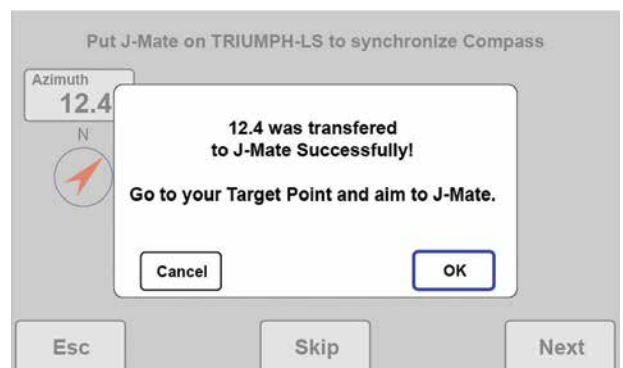 Put J-Mate on TRIUMPH-LS to synchronize Compass
Azimuth
12.4
N
12.4 was transfered
to J-Mate Successfully!
Go to your Target Point and aim to J-Mate.
Cancel
OK
Esc
Skip
Next